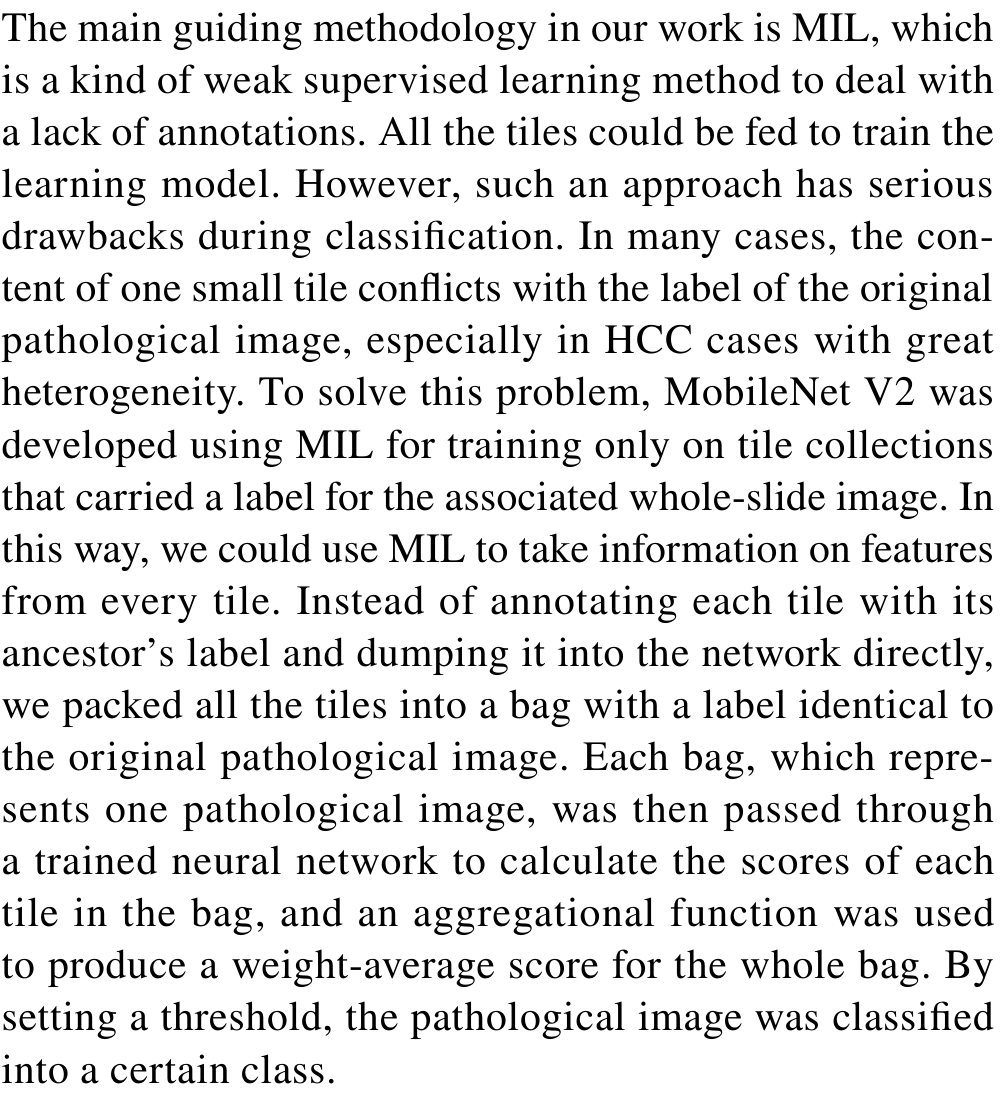 The main guiding methodology in our work is MIL, which
is a kind of weak supervised learning method to deal with
a lack of annotations. All the tiles could be fed to train the
learning model. However, such an approach has serious
drawbacks during classification. In many cases, the con-
tent of one small tile conflicts with the label of the original
pathological image, especially in HCC cases with great
heterogeneity. To solve this problem, MobileNet V2 was
developed using MIL for training only on tile collections
that carried a label for the associated whole-slide image. In
this way, we could use MIL to take information on features
from every tile. Instead of annotating each tile with its
ancestor’s label and dumping it into the network directly,
we packed all the tiles into a bag with a label identical to
the original pathological image. Each bag, which repre-
sents one pathological image, was then passed through
a trained neural network to calculate the scores of each
tile in the bag, and an aggregational function was used
to produce a weight-average score for the whole bag. By
setting a threshold, the pathological image was classified
into a certain class.